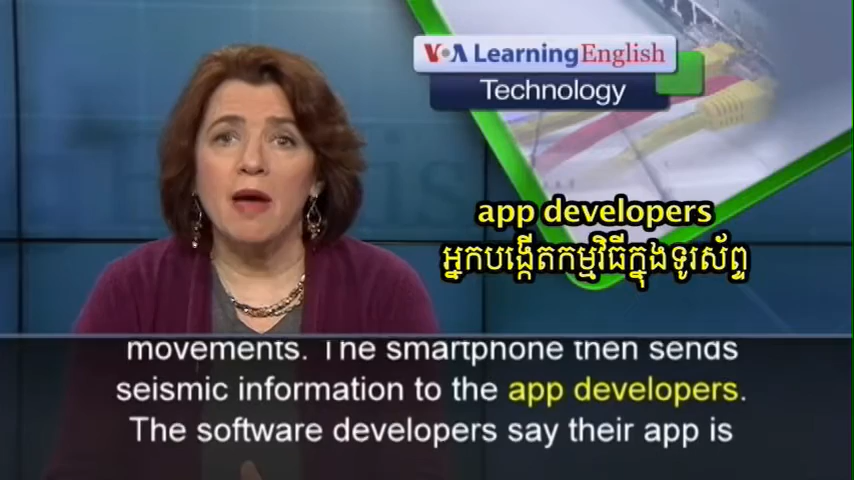 VOA Learning English
Technology
app developers
អ្នកបង្កើតកម្មវិធីក្នុងទូរស័ព្ទ
movements. The smartphone then sends
seismic information to the app developers.
The software developers say their app is